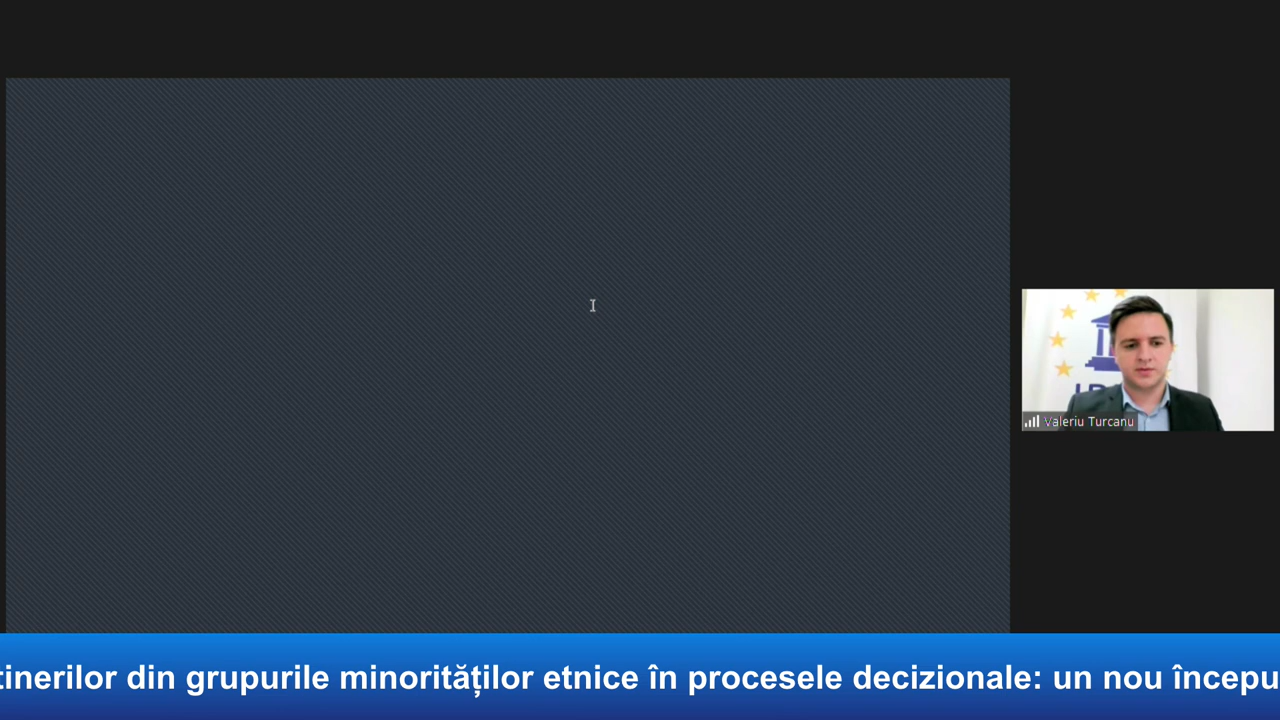 Valeriu Turcanu
tinerilor din grupurile minorităților etnice în procesele decizionale: un nou începu